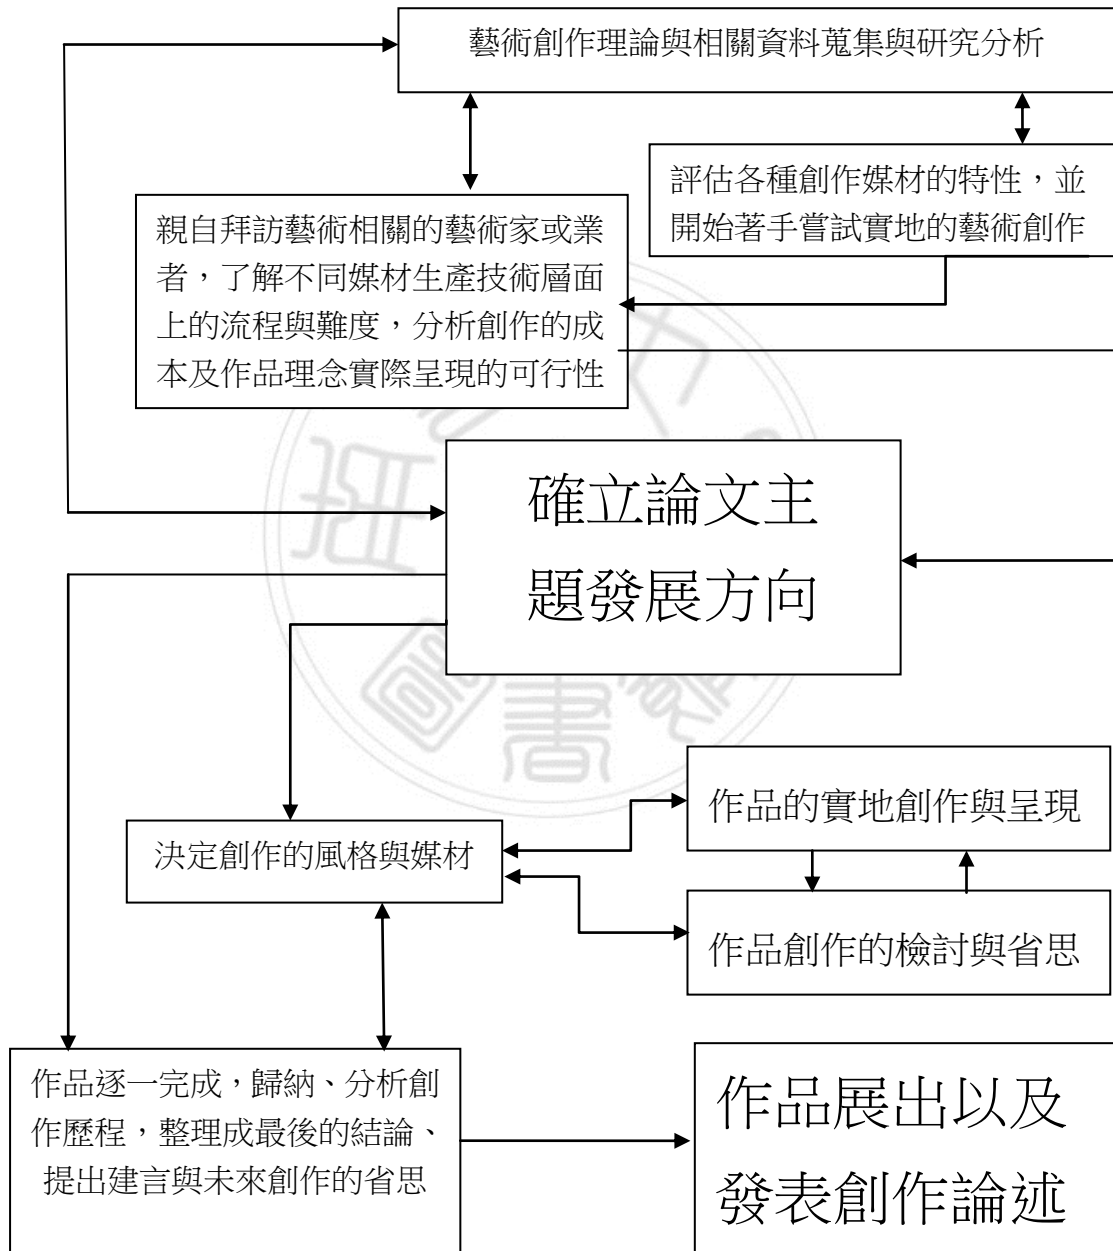 藝術創作理論與相關資料蒐集與研究分析
評估各種創作媒材的特性，並
開始著手嘗試實地的藝術創作
親自拜訪藝術相關的藝術家或業
者，了解不同媒材生產技術層面
上的流程與難度，分析創作的成
本及作品理念實際呈現的可行性
確立論文主
題發展方向
作品的實地創作與呈現
決定創作的風格與媒材
作品創作的檢討與省思
作品逐一完成，歸納、分析創
作歷程，整理成最後的結論、
提出建言與未來創作的省思
作品展出以及
發表創作論述